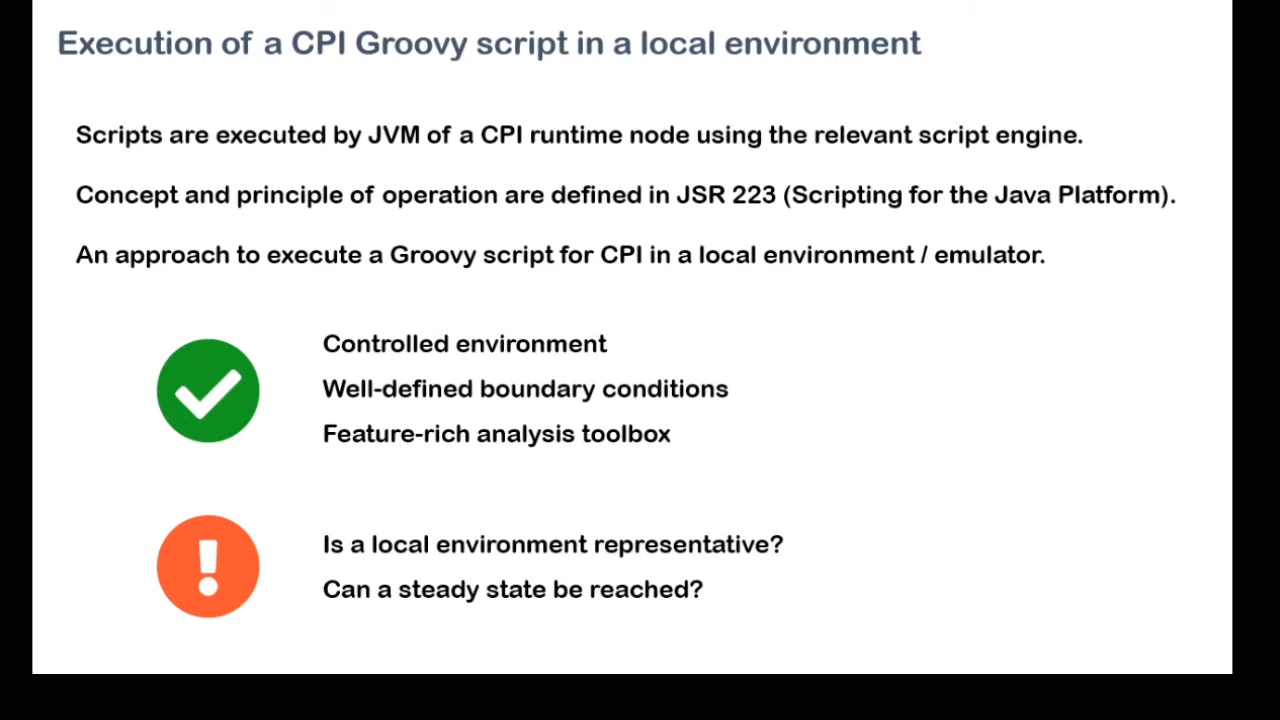 Execution of a CPI Groovy script in a local environment
Scripts are executed by JVM of a CPI runtime node using the relevant script engine.
Concept and principle of operation are defined in JSR 223 (Scripting for the Java Platform).
An approach to execute a Groovy script for CPI in a local environment / emulator.
Controlled environment
Well-defined boundary conditions
Feature-rich analysis toolbox
Is a local environment representative?
Can a steady state be reached?